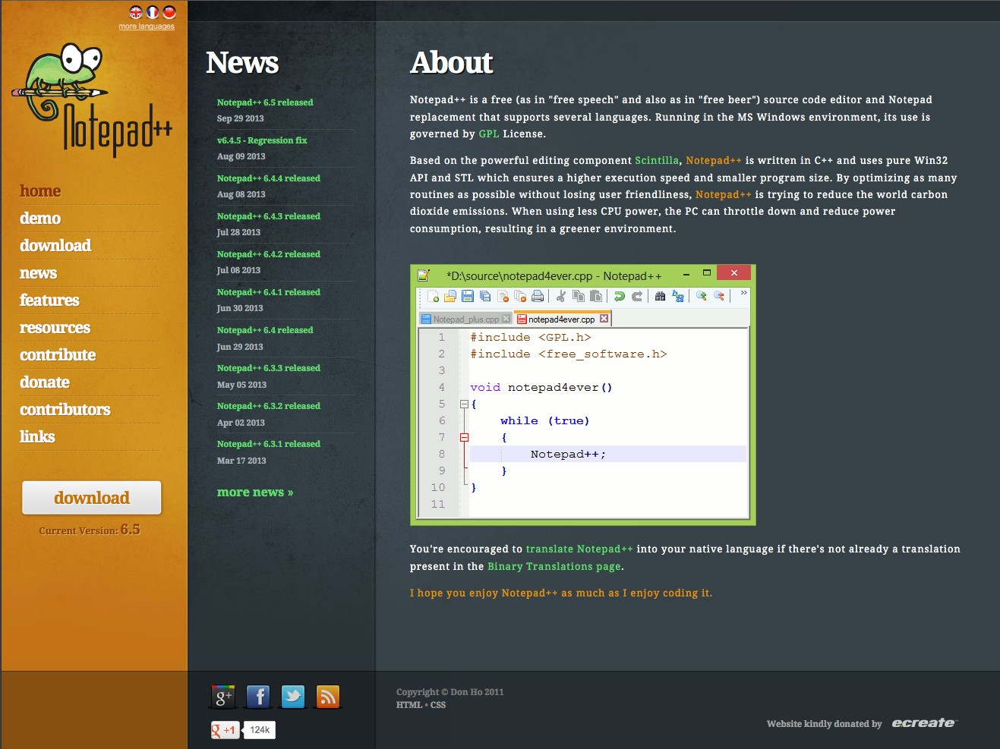 more languages
Notepad++
home
demo
download
news
features
resources
contribute
donate
contributors
links
download
Current Version: 6.5
News
Notepad++ 6.5 released
Sep 29 2013
v6.4.5 - Regression fix
Aug 09 2013
Notepad++ 6.4.4 released
Aug 08 2013
Notepad++ 6.4.3 released
Jul 28 2013
Notepad++ 6.4.2 released
Jul 08 2013
Notepad++ 6.4.1 released
Jun 30 2013
Notepad++ 6.4 released
Jun 29 2013
Notepad++ 6.3.3 released
May 05 2013
Notepad++ 6.3.2 released
Apr 02 2013
Notepad++ 6.3.1 released
Mar 17 2013
more news »
About
Notepad++ is a free (as in "free speech" and also as in "free beer") source code editor and Notepad
replacement that supports several languages. Running in the MS Windows environment, its use is
governed by GPL License.
Based on the powerful editing component Scintilla, Notepad++ is written in C++ and uses pure Win32
API and STL which ensures a higher execution speed and smaller program size. By optimizing as many
routines as possible without losing user friendliness, Notepad++ is trying to reduce the world carbon
dioxide emissions. When using less CPU power, the PC can throttle down and reduce power
consumption, resulting in a greener environment.
*D:\source\notepad4ever.cpp - Notepad++
Notepad_plus.cpp notepad4ever.cpp
1 #include <GPL.h>
2 #include <free_software.h>
3
4 void notepad4ever()
5 {
6 while (true)
7 {
8 Notepad++;
9 }
10 }
11
You're encouraged to translate Notepad++ into your native language if there's not already a translation
present in the Binary Translations page.
I hope you enjoy Notepad++ as much as I enjoy coding it.
g+ f
g +1 124k
Copyright © Don Ho 2011
HTML • CSS
Website kindly donated by ecreate™